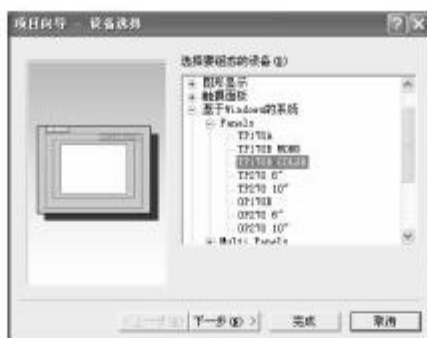 项目向导 - 设备选择
选择要组态的设备(D)
图形显示
触摸面板
基于Windows的系统
Panels
TP170A
TP170B MONO
TP170B COLOR
TP270 6"
TP270 10"
OP170B
OP270 6"
OP270 10"
Multi Panels
<上一步(B)
下一步(N) >
完成
取消